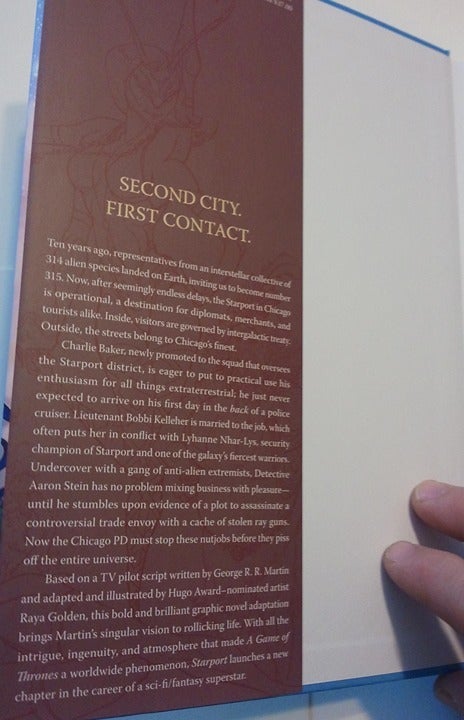 $37.00
SECOND CITY.
FIRST CONTACT.
Ten years ago, representatives from an interstellar collective of
314 alien species landed on Earth, inviting us to become number
315. Now, after seemingly endless delays, the Starport in Chicago
is operational, a destination for diplomats, merchants, and
tourists alike. Inside, visitors are governed by intergalactic treaty.
Outside, the streets belong to Chicago's finest.
Charlie Baker, newly promoted to the squad that oversees
the Starport district, is eager to put to practical use his
enthusiasm for all things extraterrestrial; he just never
expected to arrive on his first day in the back of a police
cruiser. Lieutenant Bobbi Kelleher is married to the job, which
often puts her in conflict with Lyhanne Nhar-Lys, security
champion of Starport and one of the galaxy's fiercest warriors.
Undercover with a gang of anti-alien extremists, Detective
Aaron Stein has no problem mixing business with pleasure—
until he stumbles upon evidence of a plot to assassinate a
controversial trade envoy with a cache of stolen ray guns.
Now the Chicago PD must stop these nutjobs before they piss
off the entire universe.
Based on a TV pilot script written by George R. R. Martin
and adapted and illustrated by Hugo Award–nominated artist
Raya Golden, this bold and brilliant graphic novel adaptation
brings Martin's singular vision to rollicking life. With all the
intrigue, ingenuity, and atmosphere that made A Game of
Thrones a worldwide phenomenon, Starport launches a new
chapter in the career of a sci-fi/fantasy superstar.